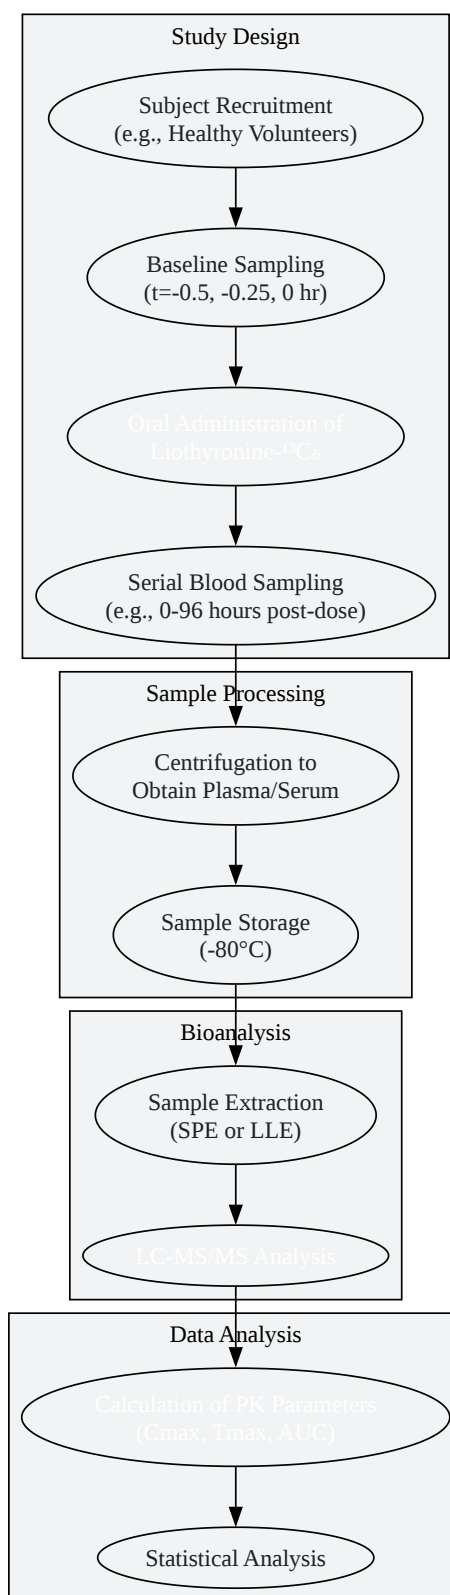 Study Design
Subject Recruitment
(e.g., Healthy Volunteers)
Baseline Sampling
(t=-0.5, -0.25, 0 hr)
Oral Administration of
Liothyronine-¹³C₆
Serial Blood Sampling
(e.g., 0-96 hours post-dose)
Sample Processing
Centrifugation to
Obtain Plasma/Serum
Sample Storage
(-80°C)
Bioanalysis
Sample Extraction
(SPE or LLE)
LC-MS/MS Analysis
Data Analysis
Calculation of PK Parameters
(Cmax, Tmax, AUC)
Statistical Analysis